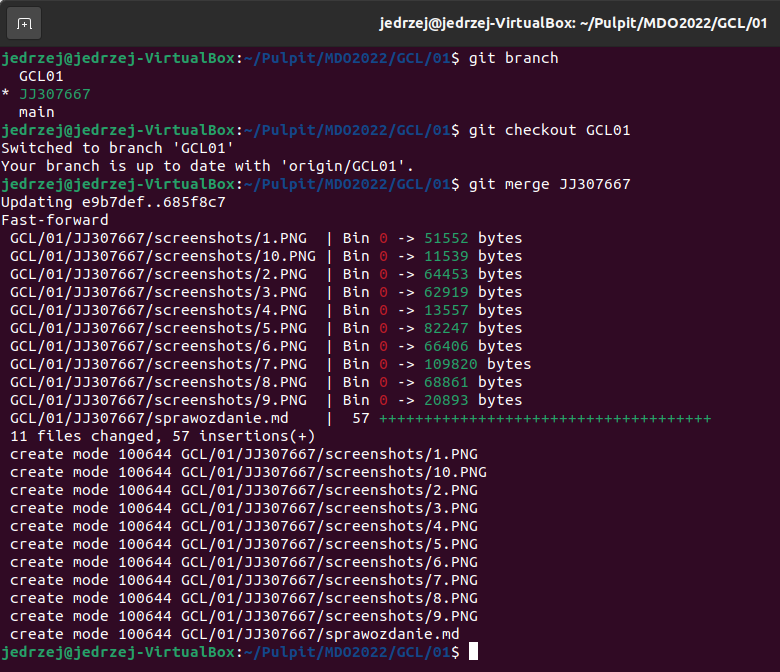 jedrzej@jedrzej-VirtualBox: ~/Pulpit/MDO2022/GCL/01
jedrzej@jedrzej-VirtualBox:~/Pulpit/MDO2022/GCL/01$ git branch
  GCL01
* JJ307667
  main
jedrzej@jedrzej-VirtualBox:~/Pulpit/MDO2022/GCL/01$ git checkout GCL01
Switched to branch 'GCL01'
Your branch is up to date with 'origin/GCL01'.
jedrzej@jedrzej-VirtualBox:~/Pulpit/MDO2022/GCL/01$ git merge JJ307667
Updating e9b7def..685f8c7
Fast-forward
 GCL/01/JJ307667/screenshots/1.PNG  | Bin 0 -> 51552 bytes
 GCL/01/JJ307667/screenshots/10.PNG | Bin 0 -> 11539 bytes
 GCL/01/JJ307667/screenshots/2.PNG  | Bin 0 -> 64453 bytes
 GCL/01/JJ307667/screenshots/3.PNG  | Bin 0 -> 62919 bytes
 GCL/01/JJ307667/screenshots/4.PNG  | Bin 0 -> 13557 bytes
 GCL/01/JJ307667/screenshots/5.PNG  | Bin 0 -> 82247 bytes
 GCL/01/JJ307667/screenshots/6.PNG  | Bin 0 -> 66406 bytes
 GCL/01/JJ307667/screenshots/7.PNG  | Bin 0 -> 109820 bytes
 GCL/01/JJ307667/screenshots/8.PNG  | Bin 0 -> 68861 bytes
 GCL/01/JJ307667/screenshots/9.PNG  | Bin 0 -> 20893 bytes
 GCL/01/JJ307667/sprawozdanie.md    |  57 +++++++++++++++++++++++++++++++++++++
 11 files changed, 57 insertions(+)
 create mode 100644 GCL/01/JJ307667/screenshots/1.PNG
 create mode 100644 GCL/01/JJ307667/screenshots/10.PNG
 create mode 100644 GCL/01/JJ307667/screenshots/2.PNG
 create mode 100644 GCL/01/JJ307667/screenshots/3.PNG
 create mode 100644 GCL/01/JJ307667/screenshots/4.PNG
 create mode 100644 GCL/01/JJ307667/screenshots/5.PNG
 create mode 100644 GCL/01/JJ307667/screenshots/6.PNG
 create mode 100644 GCL/01/JJ307667/screenshots/7.PNG
 create mode 100644 GCL/01/JJ307667/screenshots/8.PNG
 create mode 100644 GCL/01/JJ307667/screenshots/9.PNG
 create mode 100644 GCL/01/JJ307667/sprawozdanie.md
jedrzej@jedrzej-VirtualBox:~/Pulpit/MDO2022/GCL/01$